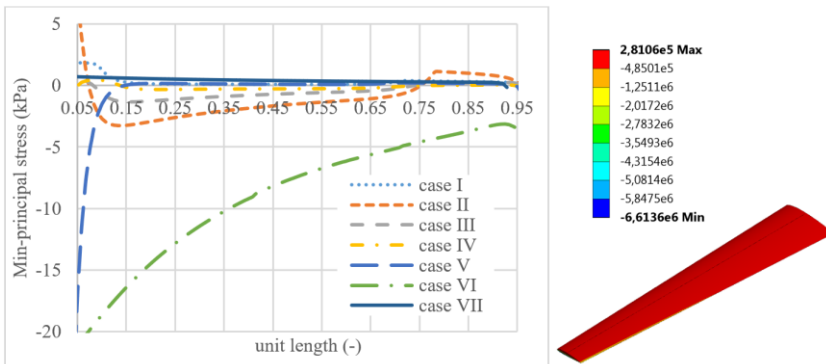 Min-principal stress (kPa)
5
0
-5
-10
-15
-20
0.05 0.15 0.25 0.35 0.45 0.55 0.65 0.75 0.85 0.95
case I
case II
case III
case IV
case V
case VI
case VII
unit length (-)
2,8106e5 Max
-4,8501e5
-1,2511e6
-2,0172e6
-2,7832e6
-3,5493e6
-4,3154e6
-5,0814e6
-5,8475e6
-6,6136e6 Min